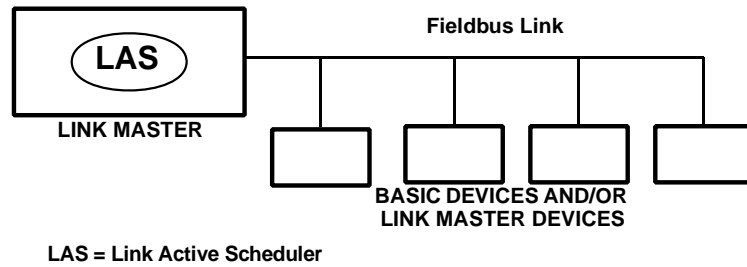 Fieldbus Link
LAS
LINK MASTER
BASIC DEVICES AND/OR
LINK MASTER DEVICES
LAS = Link Active Scheduler